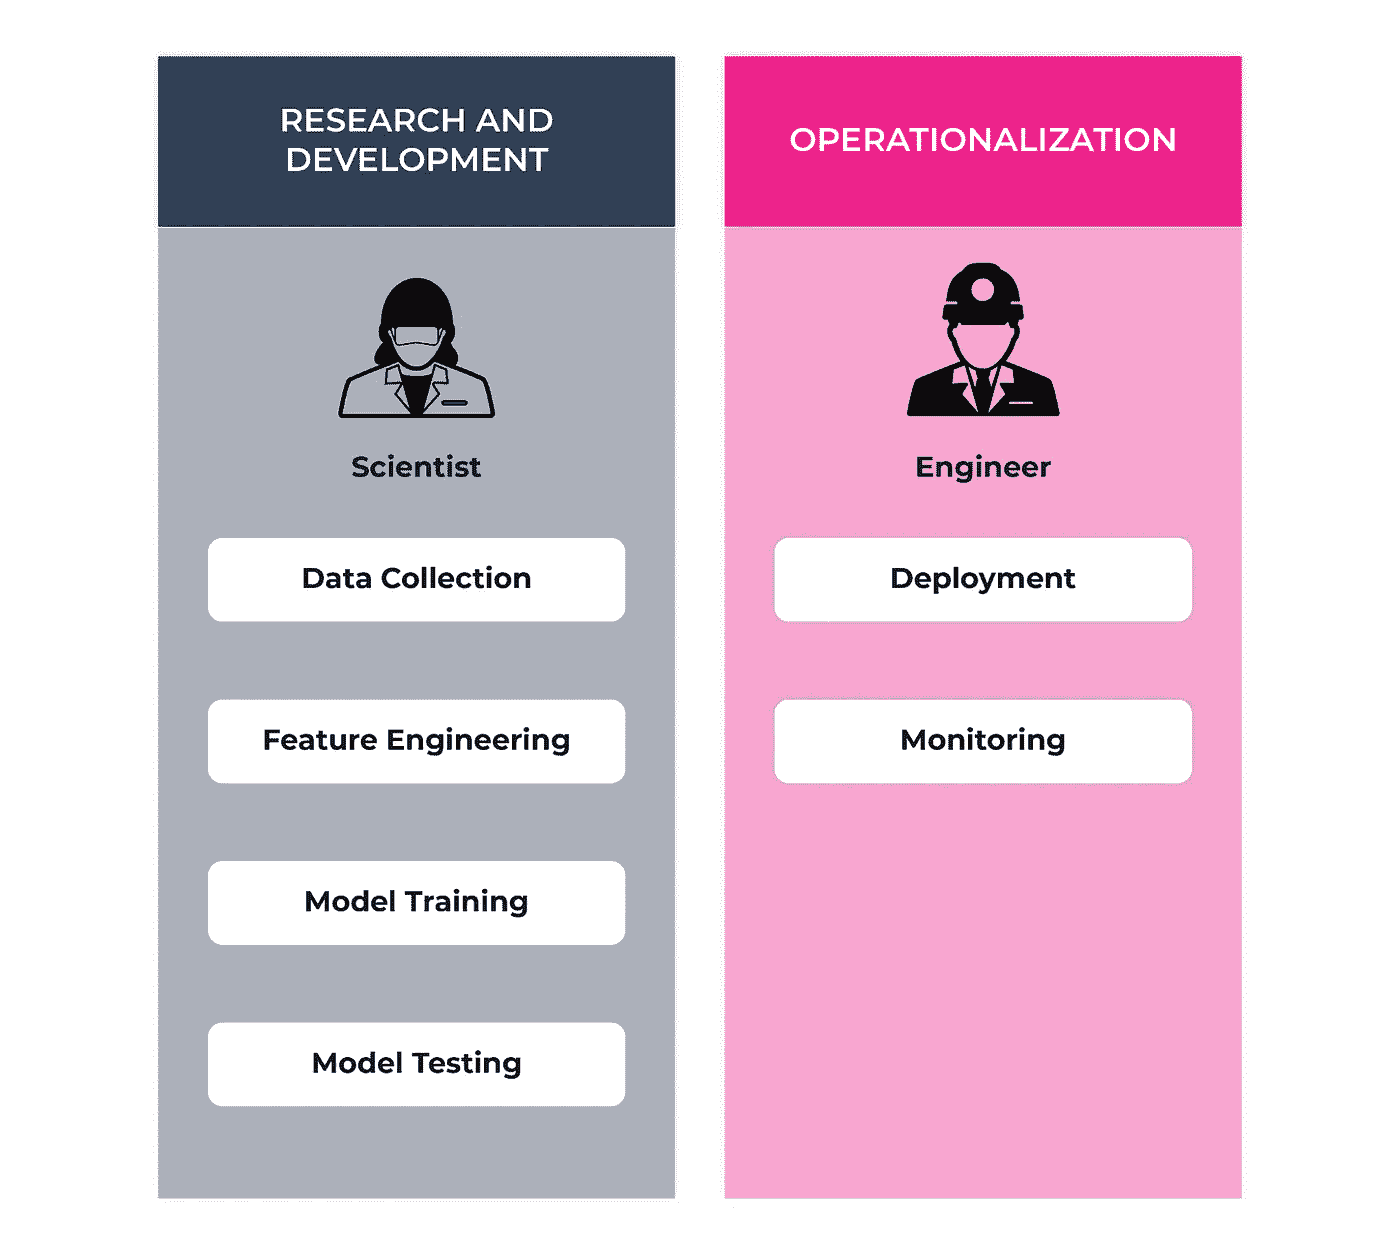 RESEARCH AND
DEVELOPMENT
Scientist
Data Collection
Feature Engineering
Model Training
Model Testing
OPERATIONALIZATION
Engineer
Deployment
Monitoring